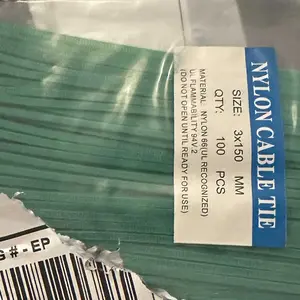 NYLON CABLE TIE
SIZE: 3x150 MM
QTY: 100 PCS
MATERIAL: NYLON 66(UL RECOGNIZED)
UL FLAMMABILITY 94V 2
(DO NOT OPEN UNTIL READY FOR USE)
# - EP